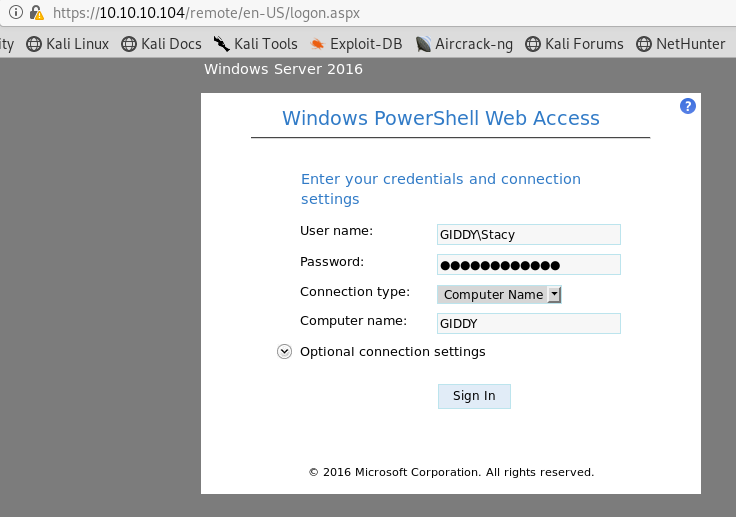 https://10.10.10.104/remote/en-US/logon.aspx
ity Kali Linux Kali Docs Kali Tools Exploit-DB Aircrack-ng Kali Forums NetHunter
Windows Server 2016
?
Windows PowerShell Web Access
Enter your credentials and connection
settings
User name: GIDDY\Stacy
Password: ●●●●●●●●●●●●
Connection type: Computer Name
Computer name: GIDDY
Optional connection settings
Sign In
© 2016 Microsoft Corporation. All rights reserved.